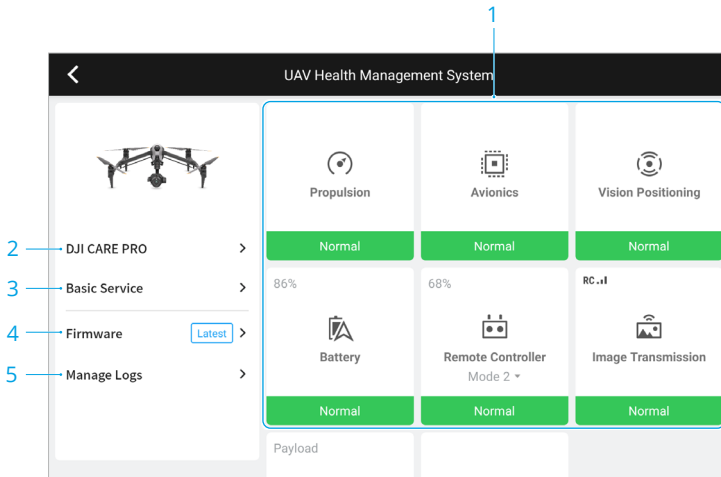 1
UAV Health Management System
Propulsion
Avionics
Vision Positioning
2
DJI CARE PRO
Normal
Normal
Normal
3
Basic Service
86%
68%
RC
4
Firmware
Latest
Battery
Remote Controller
Image Transmission
5
Manage Logs
Mode 2
Normal
Normal
Normal
Payload